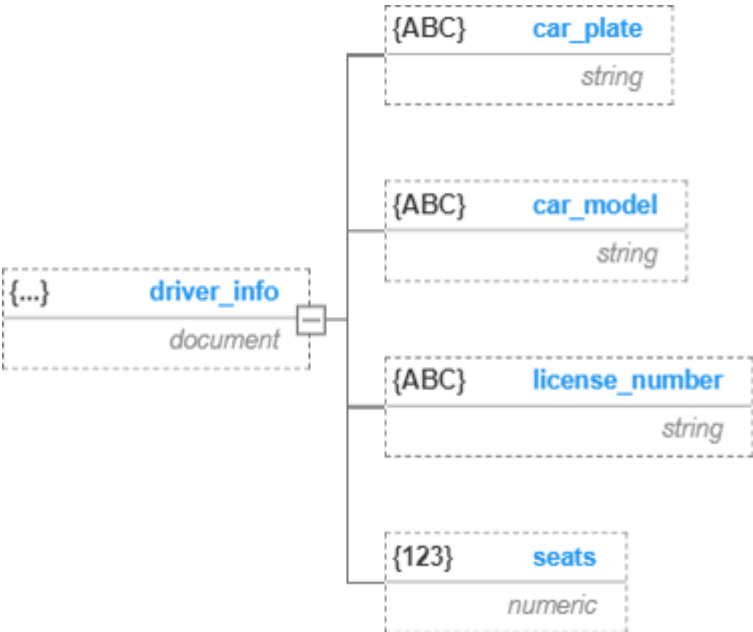 {ABC} car_plate
string
{ABC} car_model
string
{...} driver_info
document
{ABC} license_number
string
{123} seats
numeric